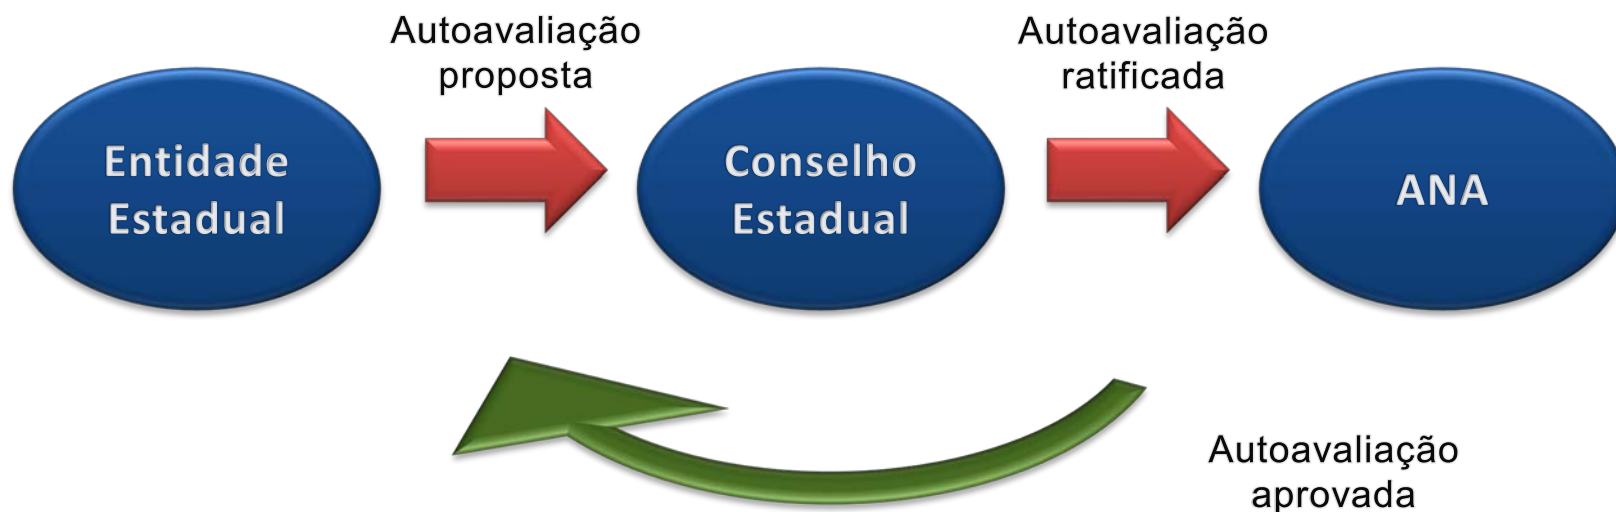 Autoavaliação
proposta
Autoavaliação
ratificada
Entidade
Estadual
Conselho
Estadual
ANA
Autoavaliação
aprovada